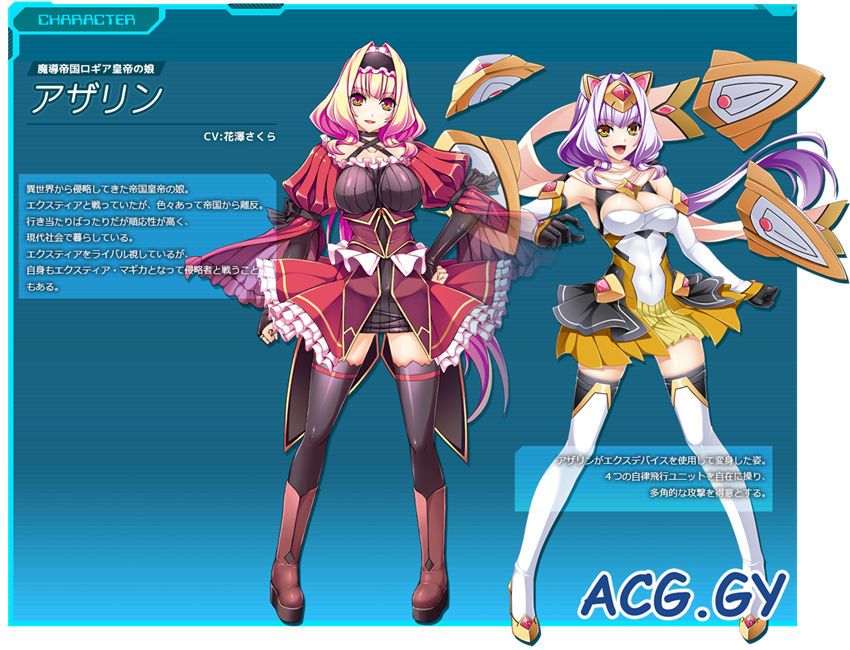 CHARACTER
魔導帝国ロギア皇帝の娘
アザリン
CV:花澤さくら
異世界から侵略してきた帝国皇帝の娘。
エクスティアと戦っていたが、色々あって帝国から離反。
行き当たりばったりだが順応性が高く、
現代社会で暮らしている。
エクスティアをライバル視しているが、
自身もエクスティア・マギカとなって侵略者と戦うこと
もある。
アザリンがエクスデバイスを使用して変身した姿。
4つの自律飛行ユニットを自在に操り、
多角的な攻撃を得意とする。
ACG.GY